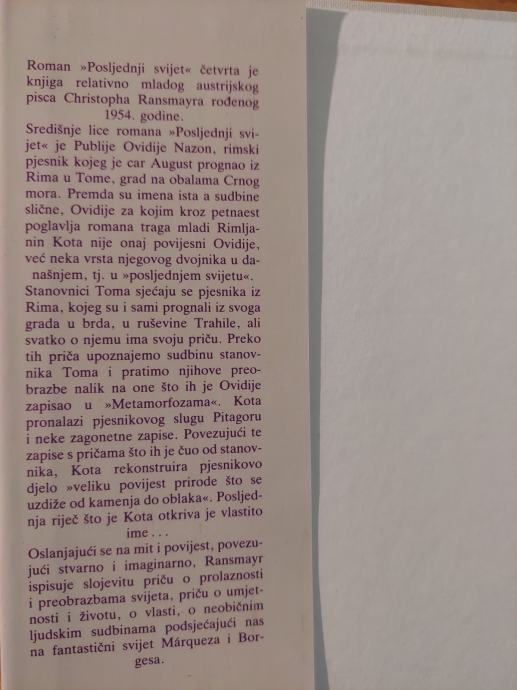 Roman »Posljednji svijet« četvrta je
knjiga relativno mladog austrijskog
pisca Christopha Ransmayra rođenog
1954. godine.
Središnje lice romana »Posljednji svi-
jet« je Publije Ovidije Nazon, rimski
pjesnik kojeg je car August prognao iz
Rima u Tome, grad na obalama Crnog
mora. Premda su imena ista a sudbine
slične, Ovidije za kojim kroz petnaest
poglavlja romana traga mladi Rimlja-
nin Kota nije onaj povijesni Ovidije,
već neka vrsta njegovog dvojnika u da-
našnjem, tj. u »posljednjem svijetu«.
Stanovnici Toma sjećaju se pjesnika iz
Rima, kojeg su i sami prognali iz svoga
grada u brda, u ruševine Trahile, ali
svatko o njemu ima svoju priču. Preko
tih priča upoznajemo sudbinu stanov-
nika Toma i pratimo njihove preo-
brazbe nalik na one što ih je Ovidije
zapisao u »Metamorfozama«. Kota
pronalazi pjesnikovog slugu Pitagoru
i neke zagonetne zapise. Povezujući te
zapise s pričama što ih je čuo od stanov-
nika, Kota rekonstruira pjesnikovo
djelo »veliku povijest prirode što se
uzdiže od kamenja do oblaka«. Posljed-
nja riječ što je Kota otkriva je vlastito
ime . . .
Oslanjajući se na mit i povijest, povezu-
jući stvarno i imaginarno, Ransmayr
ispisuje slojevitu priču o prolaznosti
i preobrazbama svijeta, priču o umjet-
nosti i životu, o vlasti, o neobičnim
ljudskim sudbinama podsjećajući nas
na fantastični svijet Márqueza i Bor-
gesa.